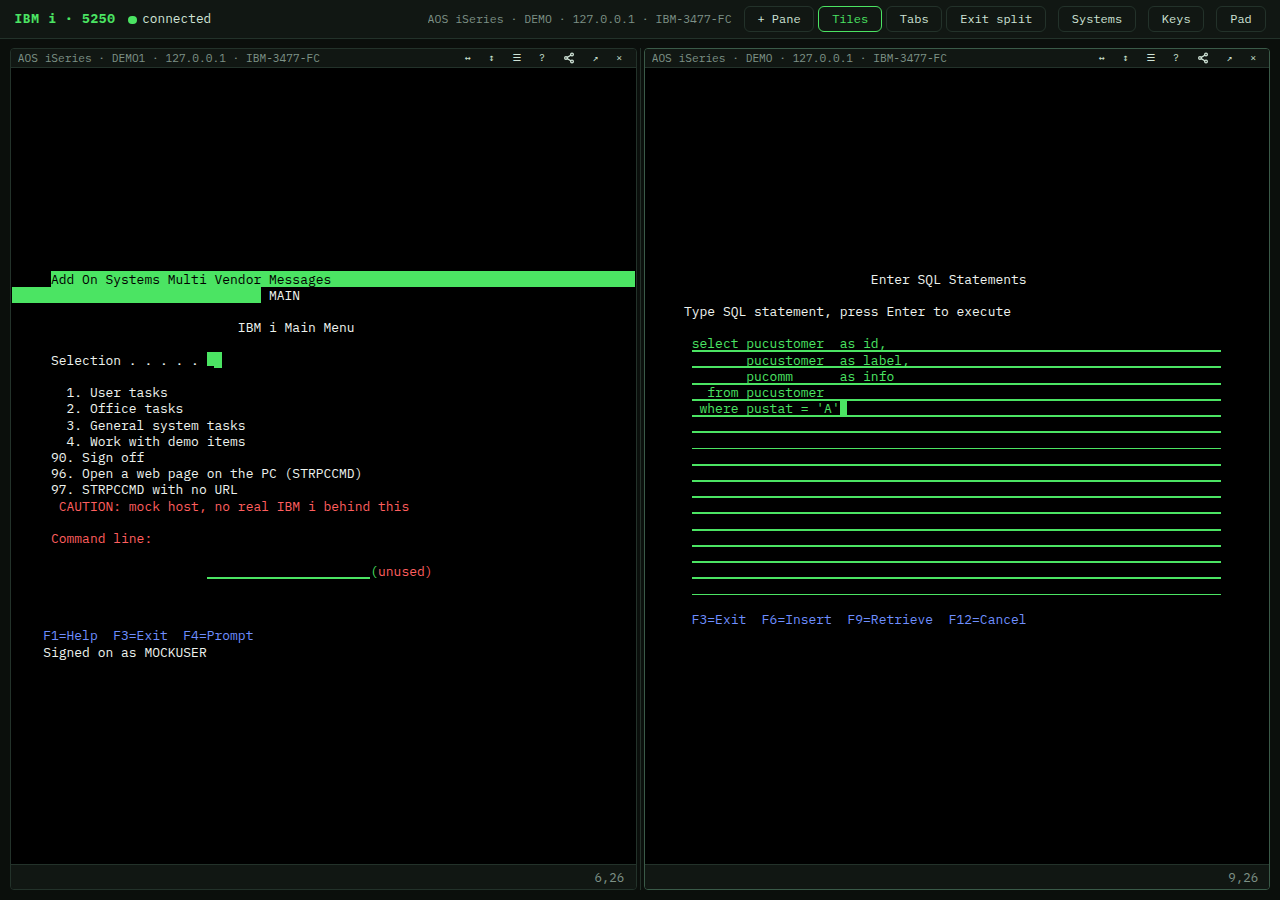 IBM i · 5250 connected AOS iSeries · DEMO · 127.0.0.1 · IBM-3477-FC + Pane Tiles Tabs Exit split Systems Keys Pad
AOS iSeries · DEMO1 · 127.0.0.1 · IBM-3477-FC ?
Add On Systems Multi Vendor Messages
MAIN
IBM i Main Menu
Selection . . . . .
1. User tasks
2. Office tasks
3. General system tasks
4. Work with demo items
90. Sign off
96. Open a web page on the PC (STRPCCMD)
97. STRPCCMD with no URL
CAUTION: mock host, no real IBM i behind this
Command line:
(unused)
F1=Help F3=Exit F4=Prompt
Signed on as MOCKUSER
6,26
AOS iSeries · DEMO · 127.0.0.1 · IBM-3477-FC ?
Enter SQL Statements
Type SQL statement, press Enter to execute
select pucustomer as id,
pucustomer as label,
pucomm as info
from pucustomer
where pustat = 'A'
F3=Exit F6=Insert F9=Retrieve F12=Cancel
9,26